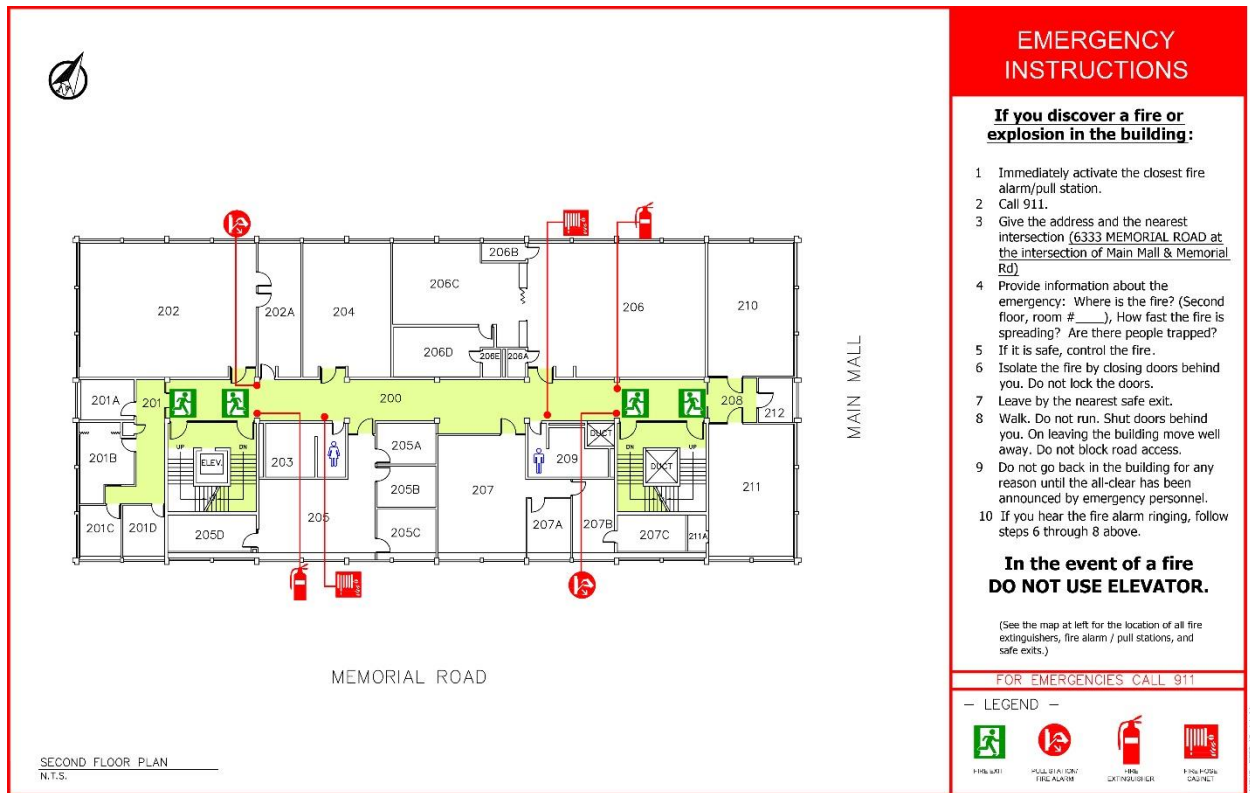 EMERGENCY
INSTRUCTIONS
If you discover a fire or
explosion in the building:
1 Immediately activate the closest fire
alarm/pull station.
2 Call 911.
3 Give the address and the nearest
intersection (6333 MEMORIAL ROAD at
the intersection of Main Mall & Memorial
Rd)
4 Provide information about the
emergency: Where is the fire? (Second
floor, room #____), How fast the fire is
spreading? Are there people trapped?
5 If it is safe, control the fire.
6 Isolate the fire by closing doors behind
you. Do not lock the doors.
7 Leave by the nearest safe exit.
8 Walk. Do not run. Shut doors behind
you. On leaving the building move well
away. Do not block road access.
9 Do not go back in the building for any
reason until the all-clear has been
announced by emergency personnel.
10 If you hear the fire alarm ringing, follow
steps 6 through 8 above.
In the event of a fire
DO NOT USE ELEVATOR.
(See the map at left for the location of all fire
extinguishers, fire alarm / pull stations, and
safe exits.)
FOR EMERGENCIES CALL 911
— LEGEND —
FIRE EXIT
PULL STATION/
FIRE ALARM
FIRE
EXTINGUISHER
FIRE HOSE
CABINET
206B
206C
202
202A
204
206
210
206D
206E
206A
201A
201
200
208
212
MAIN MALL
205A
DUCT
UP
DN
UP
DN
201B
ELEV.
203
209
DUCT
205B
207
211
201C
201D
205D
205
205C
207A
207B
207C
211A
MEMORIAL ROAD
SECOND FLOOR PLAN
N.T.S.